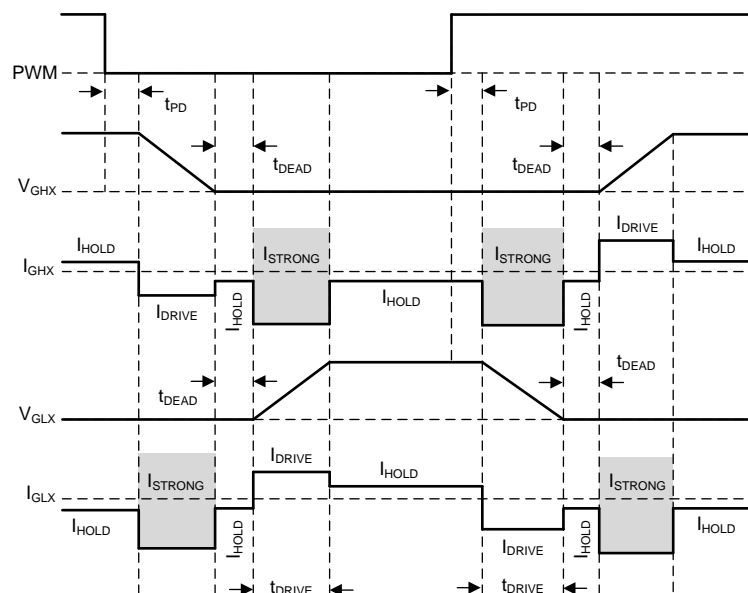 PWM
tPD
tPD
tDEAD
tDEAD
VGHX
IDRIVE
IHOLD
ISTRONG
ISTRONG
IHOLD
IGHX
IDRIVE
IHOLD
IHOLD
IHOLD
tDEAD
tDEAD
VGLX
IDRIVE
ISTRONG
IHOLD
ISTRONG
IGLX
IHOLD
IHOLD
IDRIVE
IHOLD
IHOLD
tDRIVE
tDRIVE